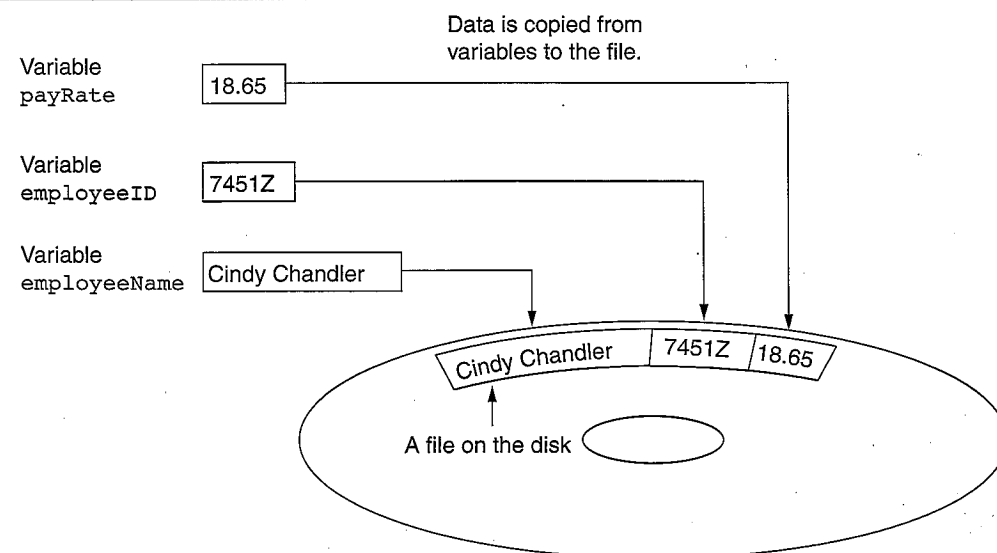 Data is copied from
variables to the file.
Variable
payRate
18.65
Variable
employeeID
7451Z
Variable
employeeName
Cindy Chandler
Cindy Chandler
7451Z
18.65
A file on the disk